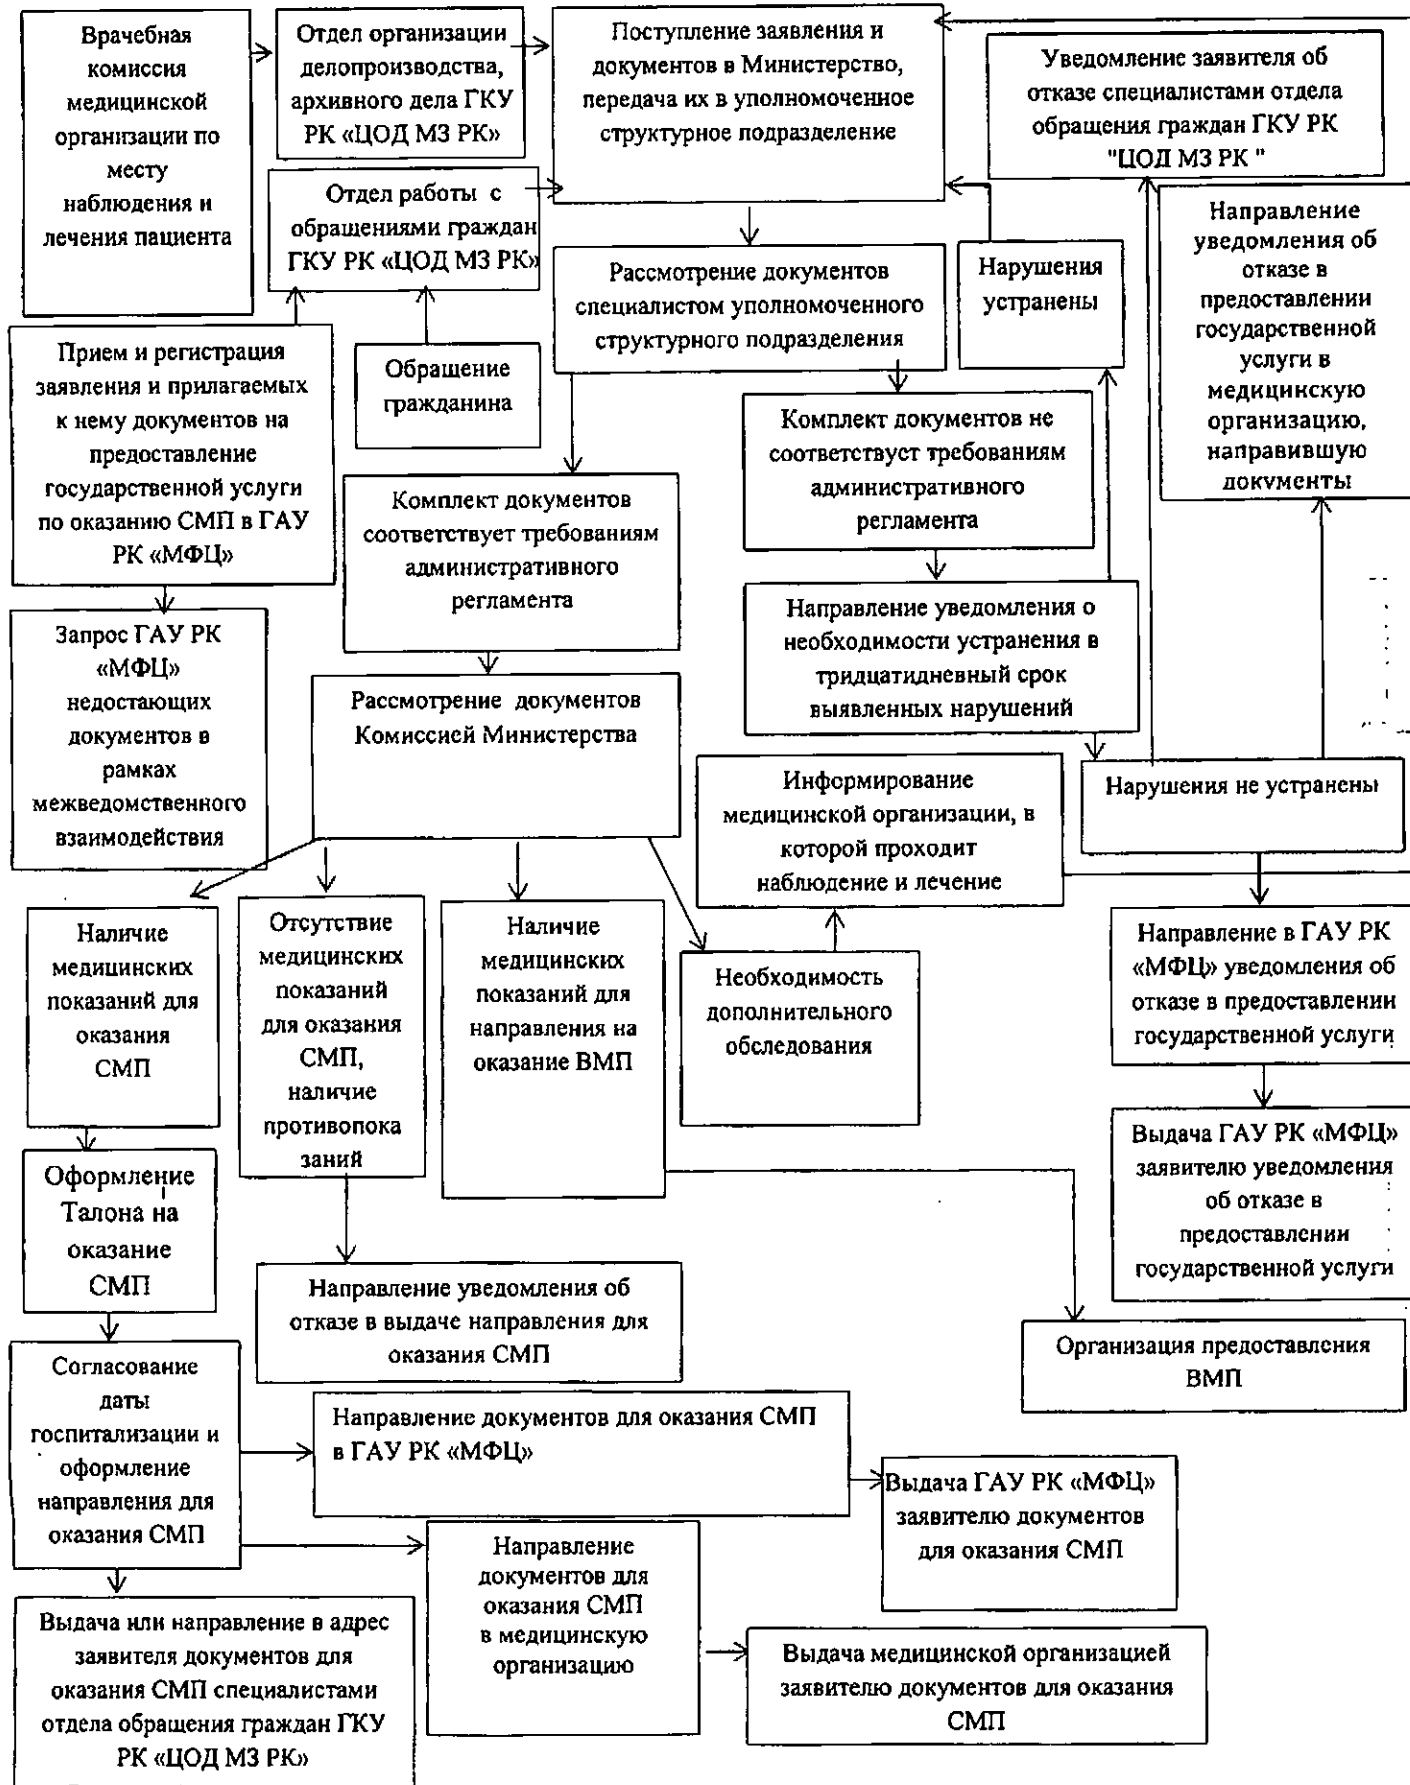 Врачебная
комиссия
медицинской
организации по
месту
наблюдения и
лечения пациента
Отдел организации
делопроизводства,
архивного дела ГКУ
РК «ЦОД МЗ РК»
Поступление заявления и
документов в Министерство,
передача их в уполномоченное
структурное подразделение
Уведомление заявителя об
отказе специалистами отдела
обращения граждан ГКУ РК
"ЦОД МЗ РК "
Отдел работы с
обращениями граждан
ГКУ РК «ЦОД МЗ РК»
Направление
уведомления об
отказе в
предоставлении
государственной
услуги в
медицинскую
организацию,
направившую
документы
Рассмотрение документов
специалистом уполномоченного
структурного подразделения
Нарушения
устранены
Прием и регистрация
заявления и прилагаемых
к нему документов на
предоставление
государственной услуги
по оказанию СМП в ГАУ
РК «МФЦ»
Обращение
гражданина
Комплект документов не
соответствует требованиям
административного
регламента
Комплект документов
соответствует требованиям
административного
регламента
Направление уведомления о
необходимости устранения в
тридцатидневный срок
выявленных нарушений
Запрос ГАУ РК
«МФЦ»
недостающих
документов в
рамках
межведомственного
взаимодействия
Рассмотрение документов
Комиссией Министерства
Информирование
медицинской организации, в
которой проходит
наблюдение и лечение
Нарушения не устранены
Наличие
медицинских
показаний для
оказания
СМП
Отсутствие
медицинских
показаний
для оказания
СМП,
наличие
противопока
заний
Наличие
медицинских
показаний для
направления на
оказание ВМП
Необходимость
дополнительного
обследования
Направление в ГАУ РК
«МФЦ» уведомления об
отказе в предоставлении
государственной услуги
Выдача ГАУ РК «МФЦ»
заявителю уведомления
об отказе в
предоставлении
государственной услуги
Оформление
Талона на
оказание
СМП
Направление уведомления об
отказе в выдаче направления для
оказания СМП
Организация предоставления
ВМП
Согласование
даты
госпитализации и
оформление
направления для
оказания СМП
Направление документов для оказания СМП
в ГАУ РК «МФЦ»
Выдача ГАУ РК «МФЦ»
заявителю документов
для оказания СМП
Направление
документов для
оказания СМП
в медицинскую
организацию
Выдача или направление в адрес
заявителя документов для
оказания СМП специалистами
отдела обращения граждан ГКУ
РК «ЦОД МЗ РК»
Выдача медицинской организацией
заявителю документов для оказания
СМП